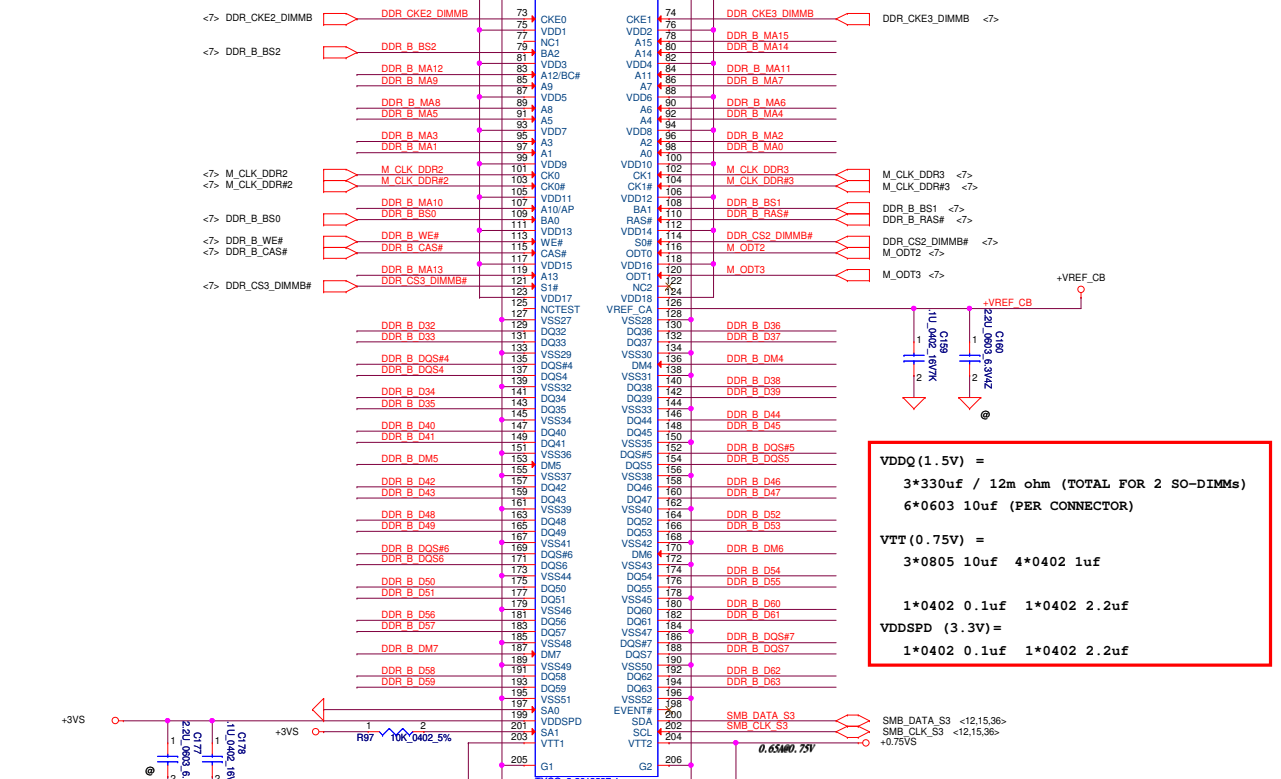 <7> DDR_CKE2_DIMMB DDR_CKE2_DIMMB 73 CKE0 CKE1 74 DDR_CKE3_DIMMB DDR_CKE3_DIMMB <7>
75 VDD1 VDD2 76
77 NC1 A15 78 DDR_B_MA15
<7> DDR_B_BS2 DDR_B_BS2 79 BA2 A14 80 DDR_B_MA14
81 VDD3 VDD4 82
DDR_B_MA12 83 A12/BC# A11 84 DDR_B_MA11
DDR_B_MA9 85 A9 A7 86 DDR_B_MA7
87 VDD5 VDD6 88
DDR_B_MA8 89 A8 A6 90 DDR_B_MA6
DDR_B_MA5 91 A5 A4 92 DDR_B_MA4
93 VDD7 VDD8 94
DDR_B_MA3 95 A3 A2 96 DDR_B_MA2
DDR_B_MA1 97 A1 A0 98 DDR_B_MA0
99 VDD9 VDD10 100
<7> M_CLK_DDR2 M_CLK_DDR2 101 CK0 CK1 102 M_CLK_DDR3 M_CLK_DDR3 <7>
<7> M_CLK_DDR#2 M_CLK_DDR#2 103 CK0# CK1# 104 M_CLK_DDR#3 M_CLK_DDR#3 <7>
105 VDD11 VDD12 106
DDR_B_MA10 107 A10/AP BA1 108 DDR_B_BS1 DDR_B_BS1 <7>
<7> DDR_B_BS0 DDR_B_BS0 109 BA0 RAS# 110 DDR_B_RAS# DDR_B_RAS# <7>
111 VDD13 VDD14 112
<7> DDR_B_WE# DDR_B_WE# 113 WE# S0# 114 DDR_CS2_DIMMB# DDR_CS2_DIMMB# <7>
<7> DDR_B_CAS# DDR_B_CAS# 115 CAS# ODT0 116 M_ODT2 M_ODT2 <7>
117 VDD15 VDD16 118
DDR_B_MA13 119 A13 ODT1 120 M_ODT3 M_ODT3 <7>
<7> DDR_CS3_DIMMB# DDR_CS3_DIMMB# 121 S1# NC2 122
+VREF_CB
123 VDD17 VDD18 124
125 NCTEST VREF_CA 126 +VREF_CB
127 VSS27 VSS28 128
DDR_B_D32 129 DQ32 DQ36 130 DDR_B_D36
DDR_B_D33 131 DQ33 DQ37 132 DDR_B_D37
133 VSS29 VSS30 134
DDR_B_DQS#4 135 DQS#4 DM4 136 DDR_B_DM4
DDR_B_DQS4 137 DQS4 VSS31 138
139 VSS32 DQ38 140 DDR_B_D38
DDR_B_D34 141 DQ34 DQ39 142 DDR_B_D39
DDR_B_D35 143 DQ35 VSS33 144
145 VSS34 DQ44 146 DDR_B_D44
DDR_B_D40 147 DQ40 DQ45 148 DDR_B_D45
DDR_B_D41 149 DQ41 VSS35 150
151 VSS36 DQS#5 152 DDR_B_DQS#5
DDR_B_DM5 153 DM5 DQS5 154 DDR_B_DQS5
155 VSS37 VSS38 156
DDR_B_D42 157 DQ42 DQ46 158 DDR_B_D46
DDR_B_D43 159 DQ43 DQ47 160 DDR_B_D47
161 VSS39 VSS40 162
DDR_B_D48 163 DQ48 DQ52 164 DDR_B_D52
DDR_B_D49 165 DQ49 DQ53 166 DDR_B_D53
167 VSS41 VSS42 168
DDR_B_DQS#6 169 DQS#6 DM6 170 DDR_B_DM6
DDR_B_DQS6 171 DQS6 VSS43 172
173 VSS44 DQ54 174 DDR_B_D54
DDR_B_D50 175 DQ50 DQ55 176 DDR_B_D55
DDR_B_D51 177 DQ51 VSS45 178
179 VSS46 DQ60 180 DDR_B_D60
DDR_B_D56 181 DQ56 DQ61 182 DDR_B_D61
DDR_B_D57 183 DQ57 VSS47 184
185 VSS48 DQS#7 186 DDR_B_DQS#7
DDR_B_DM7 187 DM7 DQS7 188 DDR_B_DQS7
189 VSS49 VSS50 190
DDR_B_D58 191 DQ58 DQ62 192 DDR_B_D62
DDR_B_D59 193 DQ59 DQ63 194 DDR_B_D63
195 VSS51 VSS52 196
197 SA0 EVENT# 198
199 VDDSPD SDA 200 SMB_DATA_S3 SMB_DATA_S3 <12,15,36>
201 SA1 SCL 202 SMB_CLK_S3 SMB_CLK_S3 <12,15,36>
203 VTT1 VTT2 204 +0.75VS
0.65A@0.75V
205 G1 G2 206
1 C159 2
.1U_0402_16V7K
1 C160 2
2.2U_0603_6.3V4Z
@
VDDQ(1.5V) =
3*330uf / 12m ohm (TOTAL FOR 2 SO-DIMMs)
6*0603 10uf (PER CONNECTOR)
VTT(0.75V) =
3*0805 10uf 4*0402 1uf
1*0402 0.1uf 1*0402 2.2uf
VDDSPD (3.3V)=
1*0402 0.1uf 1*0402 2.2uf
+3VS
+3VS 1 2
R97 10K_0402_5%
1 C177
2.2U_0603_6.
@
1 C178
.1U_0402_16V